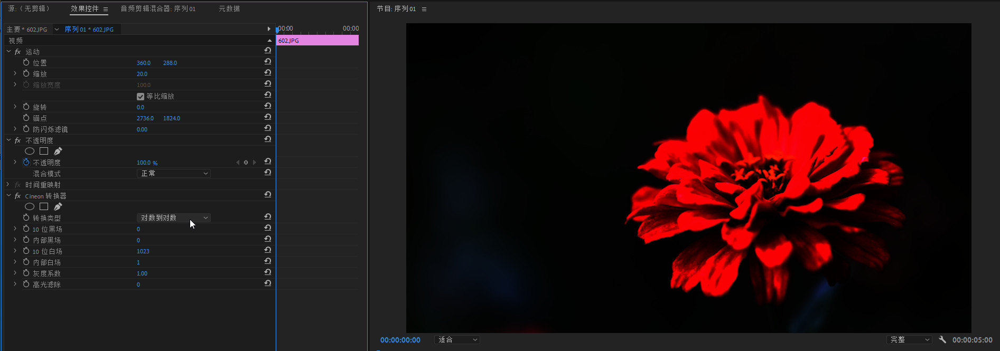 源:（无剪辑） 效果控件 音频剪辑混合器: 序列 01 元数据
主要 * 602.JPG 序列 01 * 602.JPG
00:00 00:00
视频
602.JPG
fx 运动
位置 360.0 288.0
缩放 20.0
缩放宽度 100.0
等比缩放
旋转 0.0
锚点 2736.0 1824.0
防闪烁滤镜 0.00
fx 不透明度
不透明度 100.0 %
混合模式 正常
fx 时间重映射
fx Cineon 转换器
转换类型 对数到对数
10 位黑场 0
内部黑场 0
10 位白场 1023
内部白场 1
灰度系数 1.00
高光滤除 0
节目: 序列 01
00:00:00:00 适合 完整 00:00:05:00